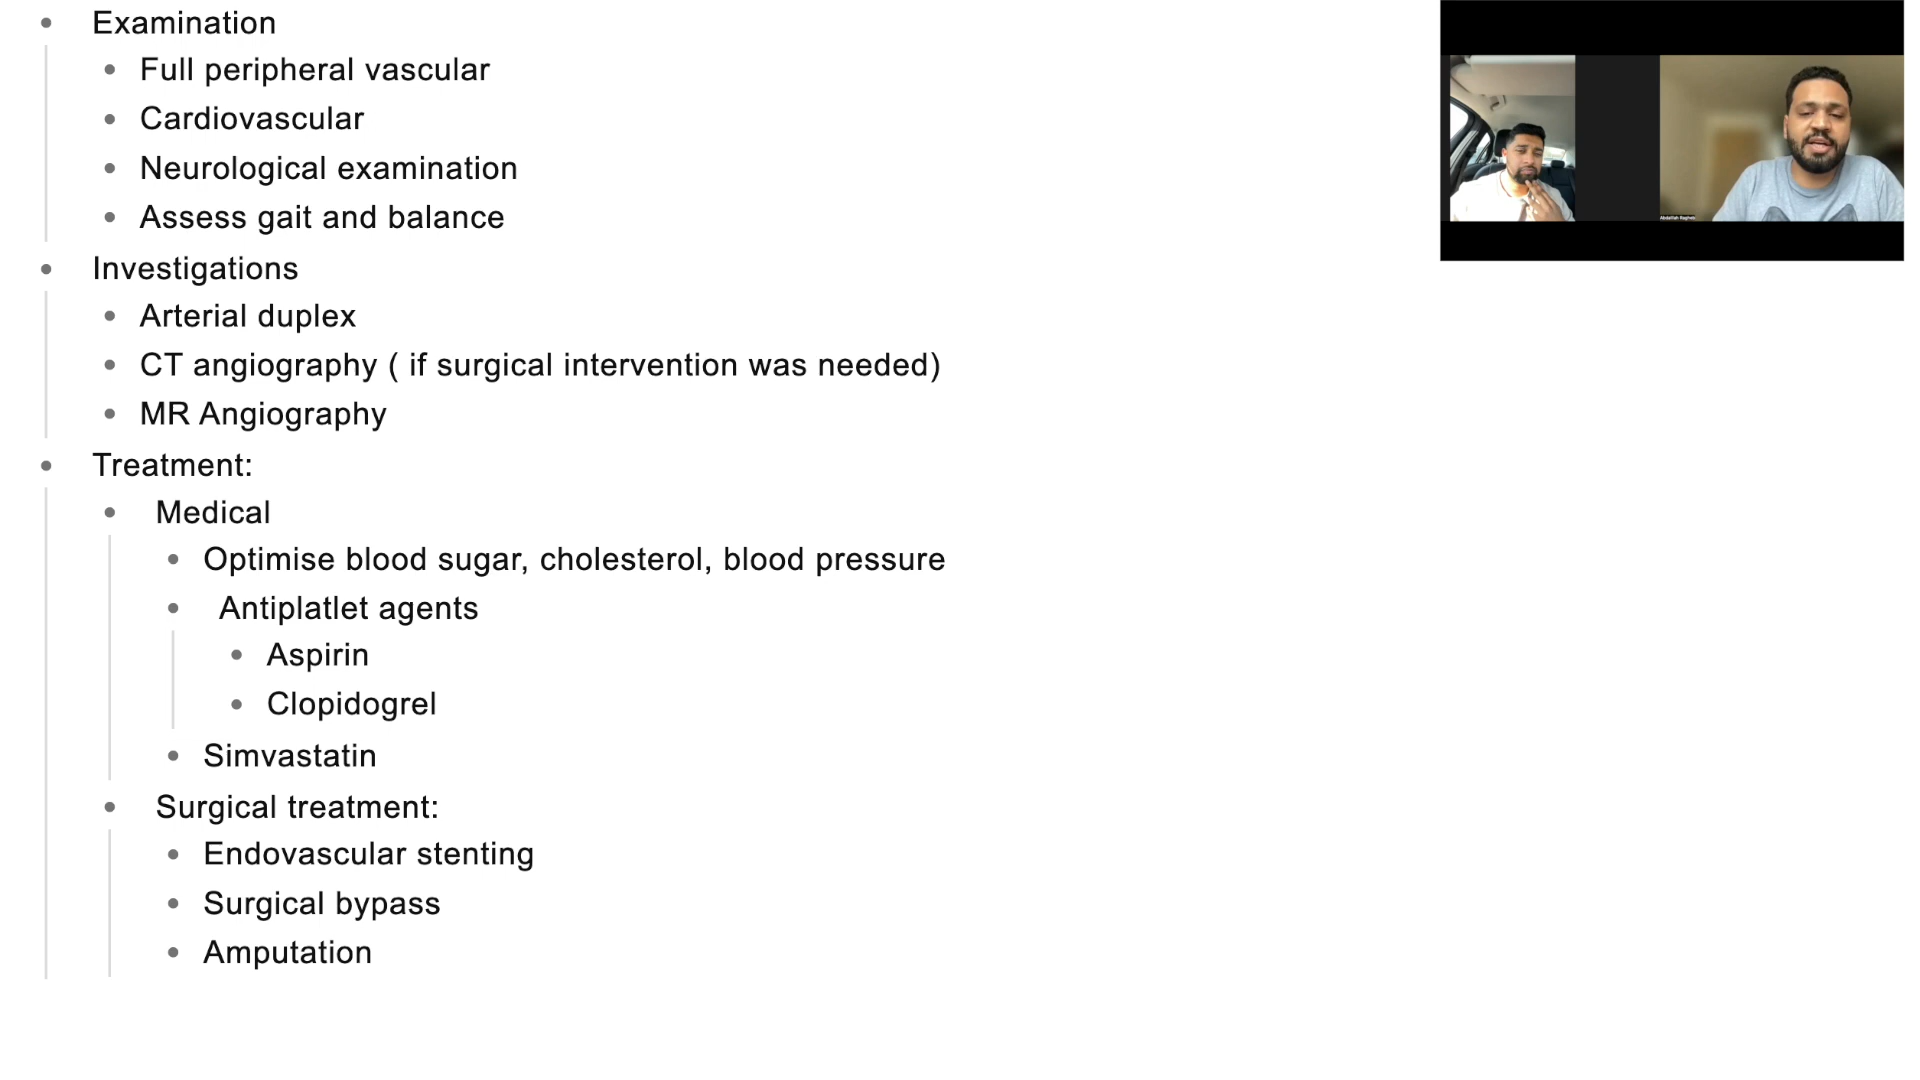 Examination
Full peripheral vascular
Cardiovascular
Neurological examination
Assess gait and balance
Investigations
Arterial duplex
CT angiography ( if surgical intervention was needed)
MR Angiography
Treatment:
Medical
Optimise blood sugar, cholesterol, blood pressure
Antiplatlet agents
Aspirin
Clopidogrel
Simvastatin
Surgical treatment:
Endovascular stenting
Surgical bypass
Amputation